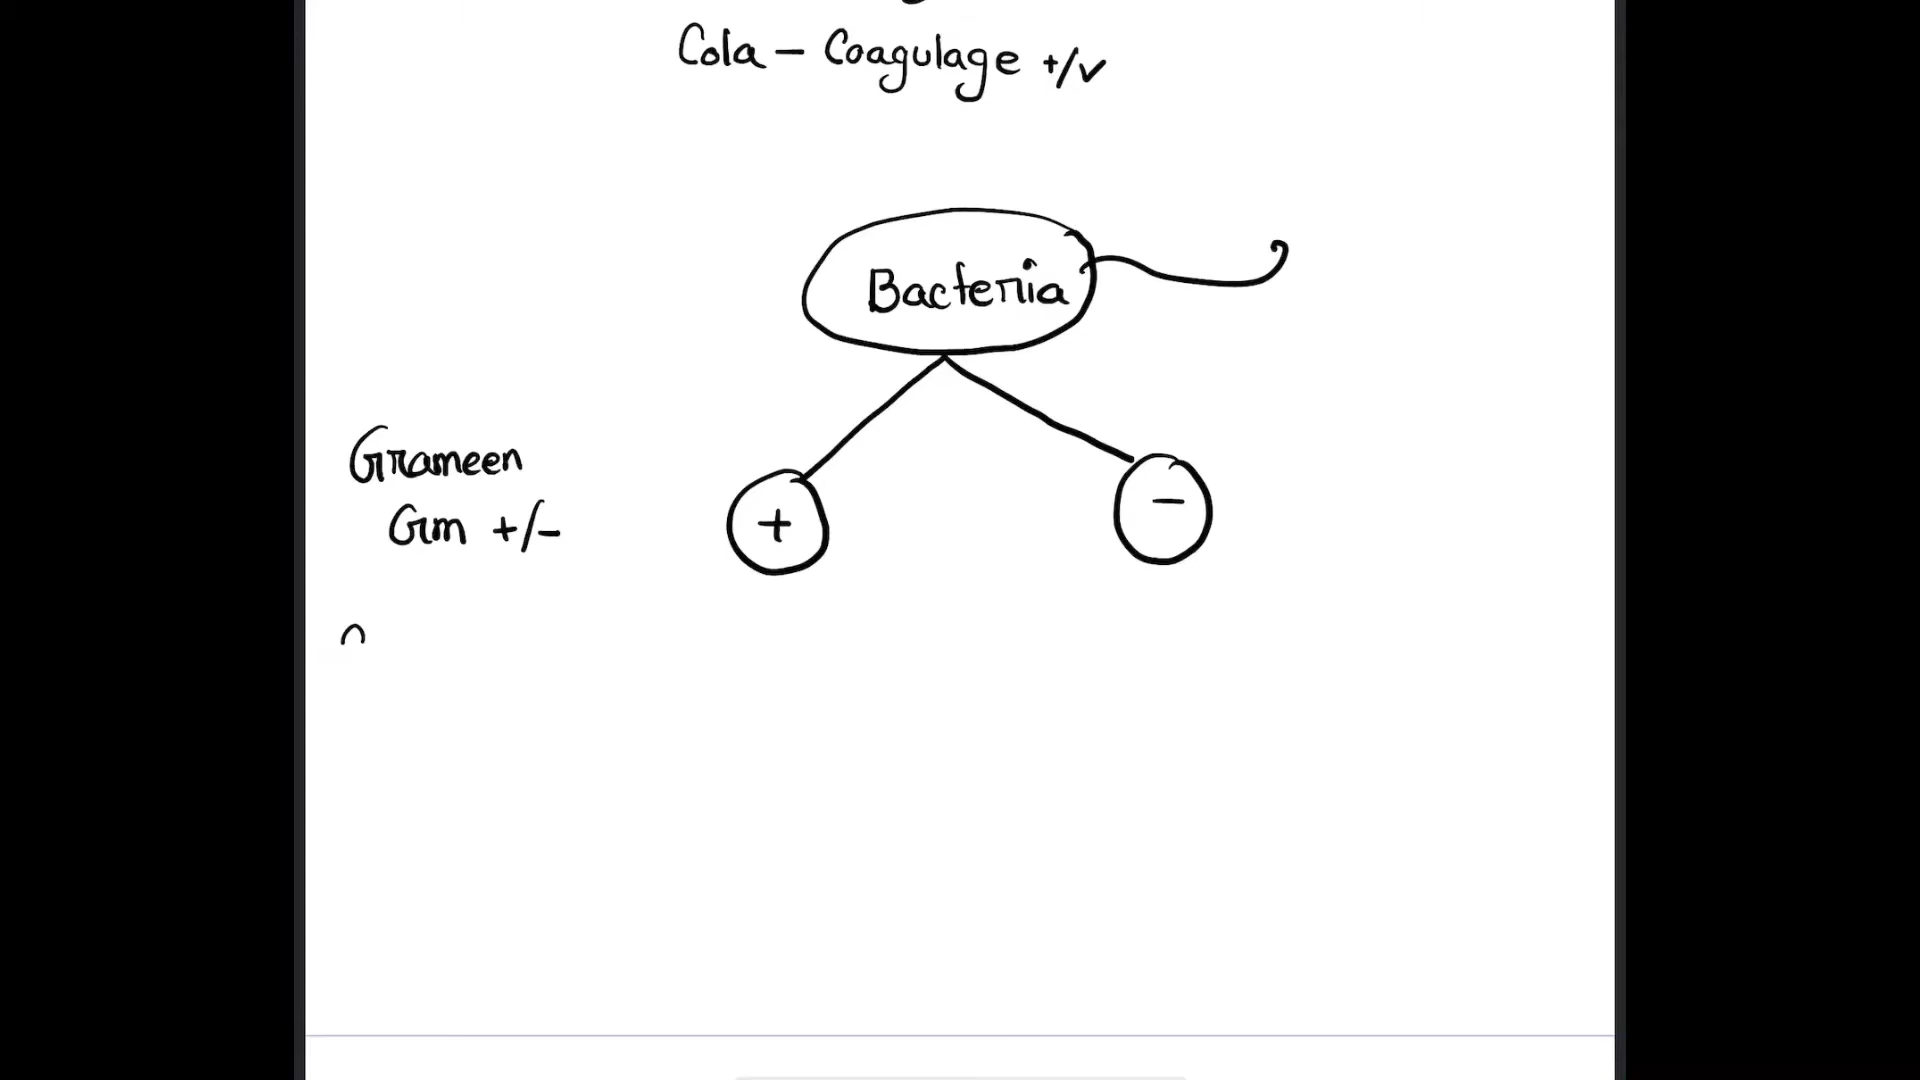 Cola - Coagulage +/✓
Bacteria
Grameen
Gm +/-
+
-